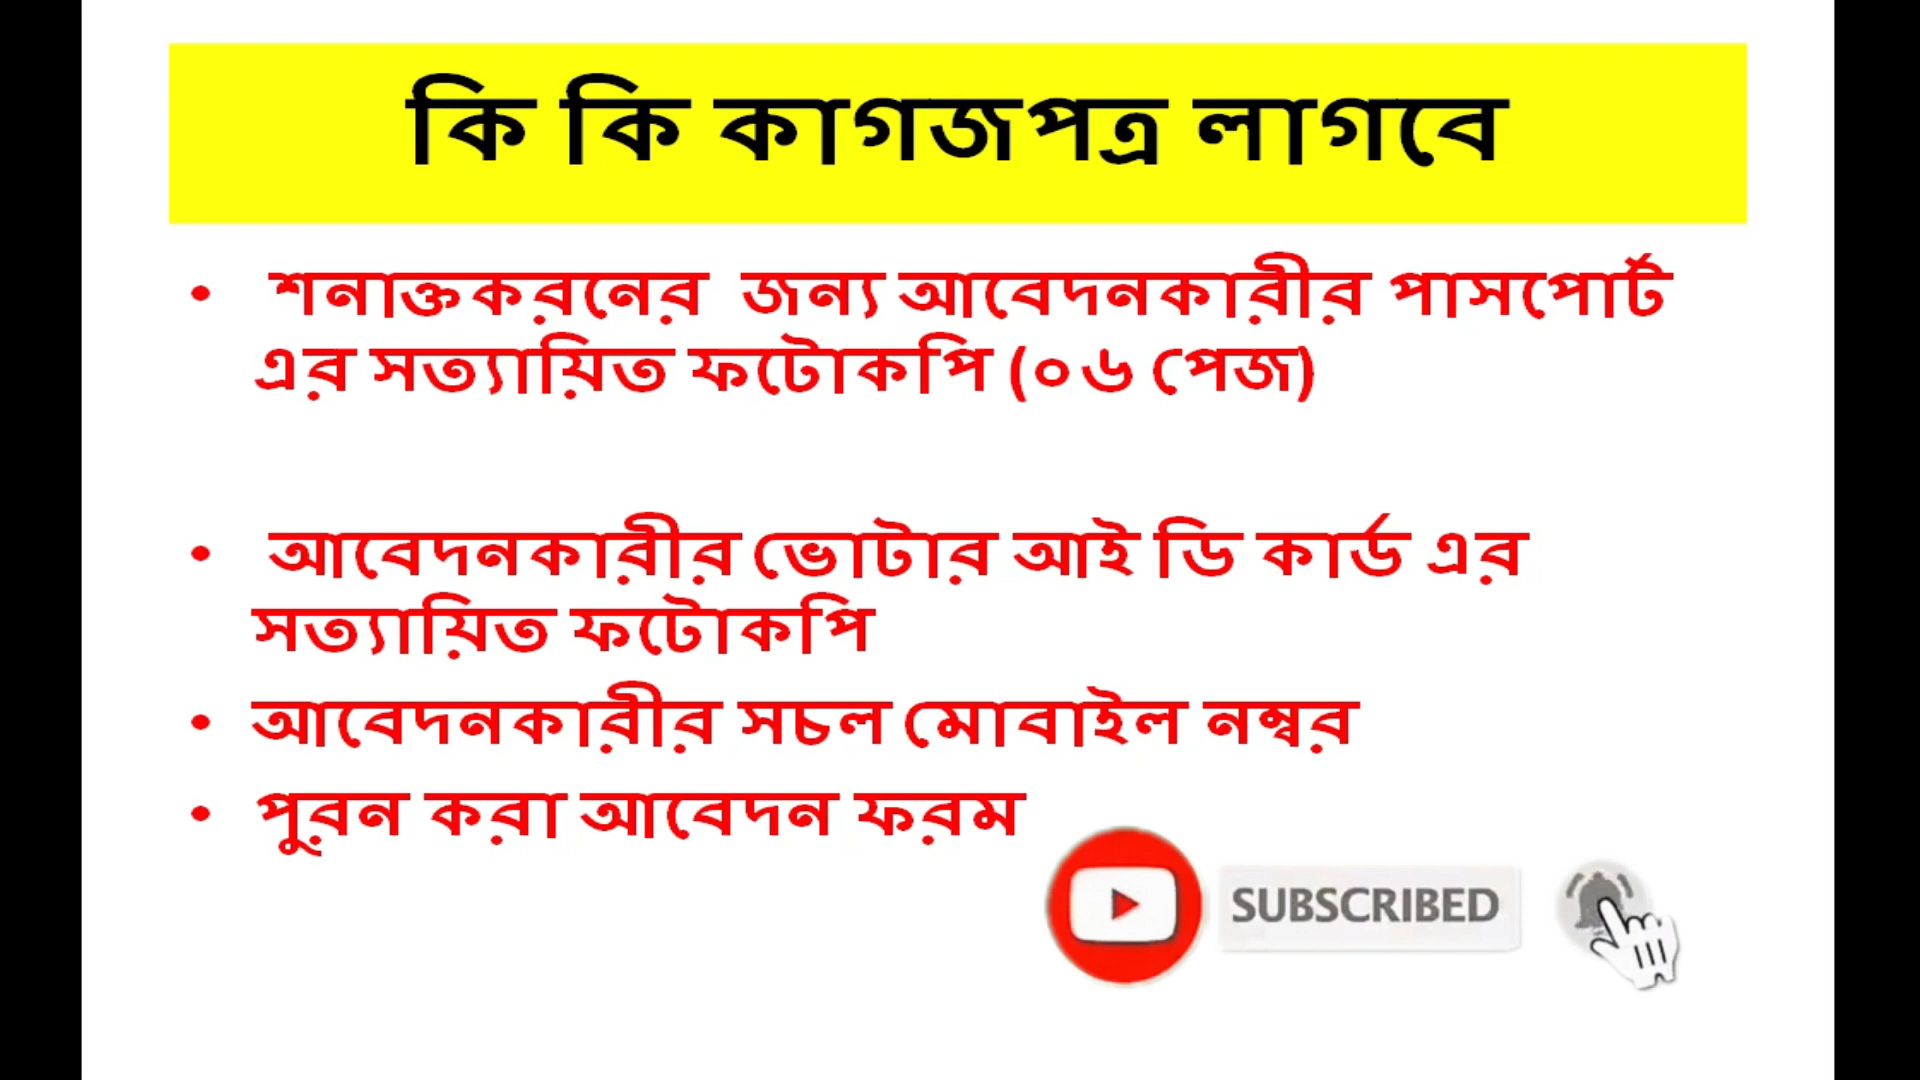 কি কি কাগজপত্র লাগবে
• শনাক্তকরনের জন্য আবেদনকারীর পাসপোর্ট
এর সত্যায়িত ফটোকপি (০৬ পেজ)
• আবেদনকারীর ভোটার আই ডি কার্ড এর
সত্যায়িত ফটোকপি
• আবেদনকারীর সচল মোবাইল নম্বর
• পুরন করা আবেদন ফরম
SUBSCRIBED